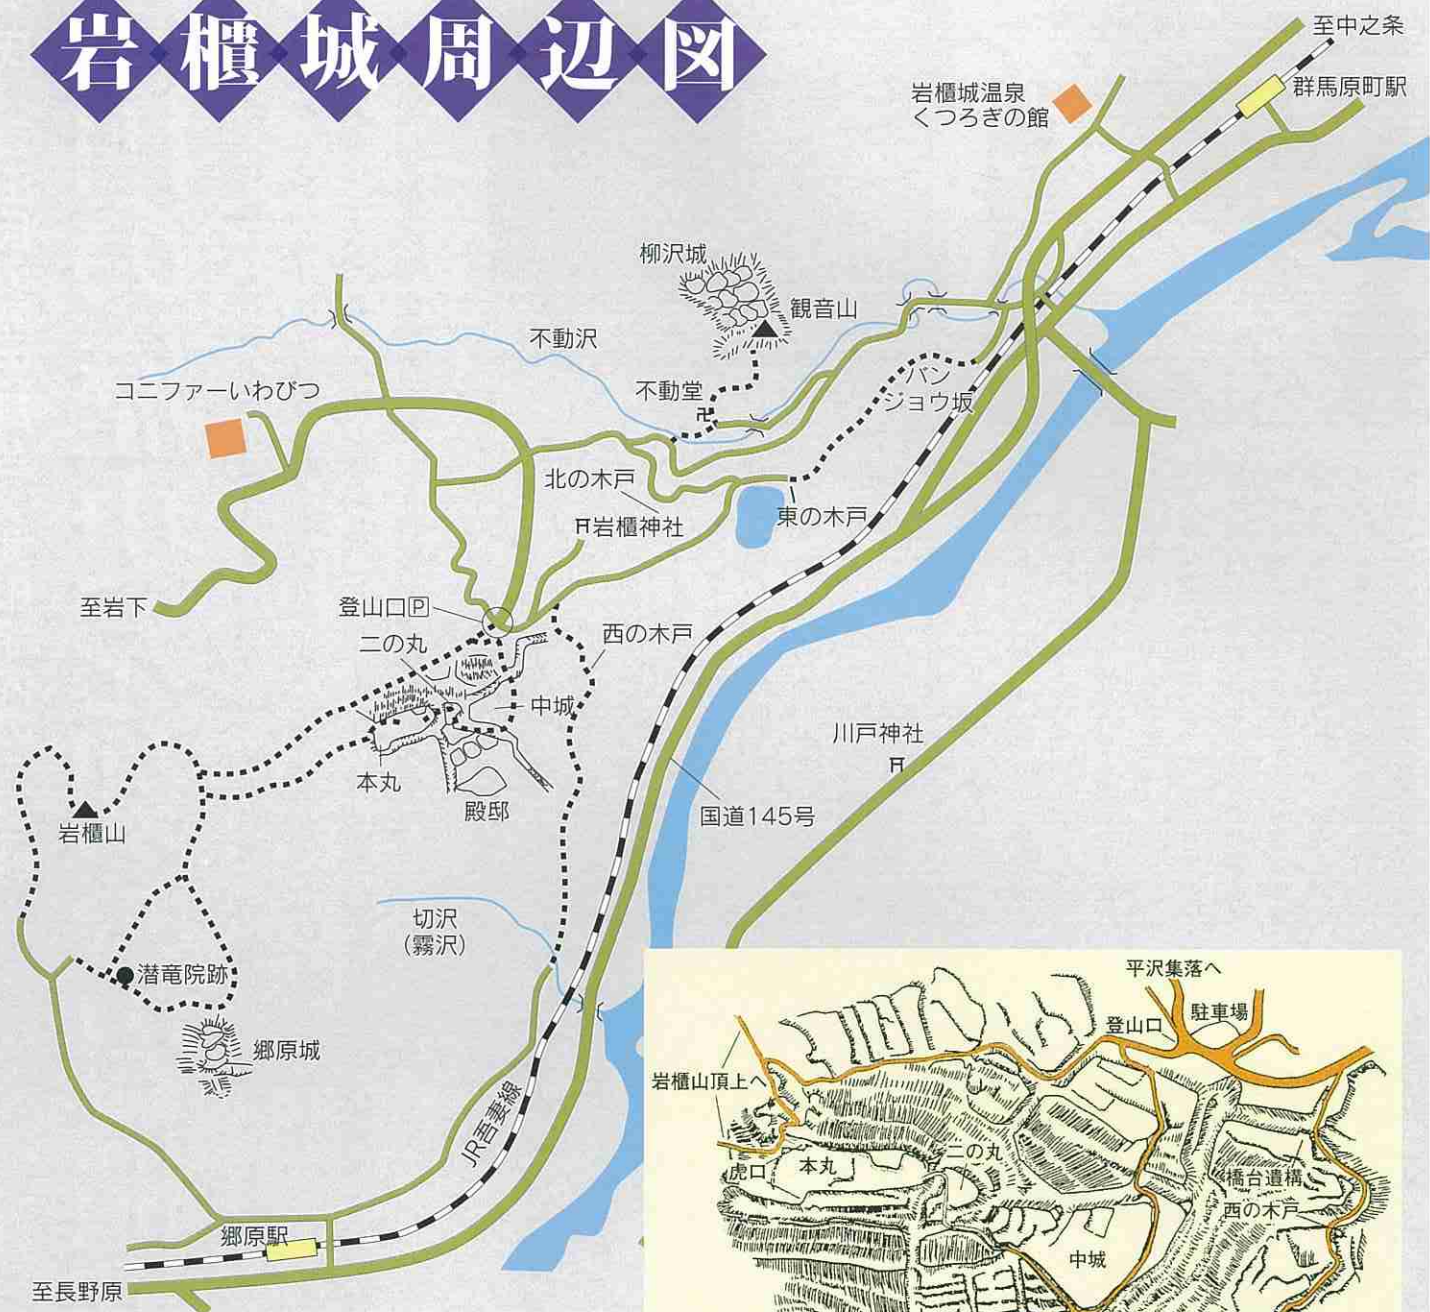 岩櫃城周辺図
至中之条
群馬原町駅
岩櫃城温泉
くつろぎの館
柳沢城
観音山
不動沢
コニファーいわびつ
不動堂
卍
バン
ジョウ坂
北の木戸
岩櫃神社
東の木戸
至岩下
登山口P
二の丸
西の木戸
中城
本丸
殿邸
川戸神社
国道145号
岩櫃山
切沢
(霧沢)
潜竜院跡
郷原城
JR吾妻線
郷原駅
至長野原
平沢集落へ
駐車場
登山口
岩櫃山頂上へ
虎口
本丸
二の丸
橋台遺構
西の木戸
中城